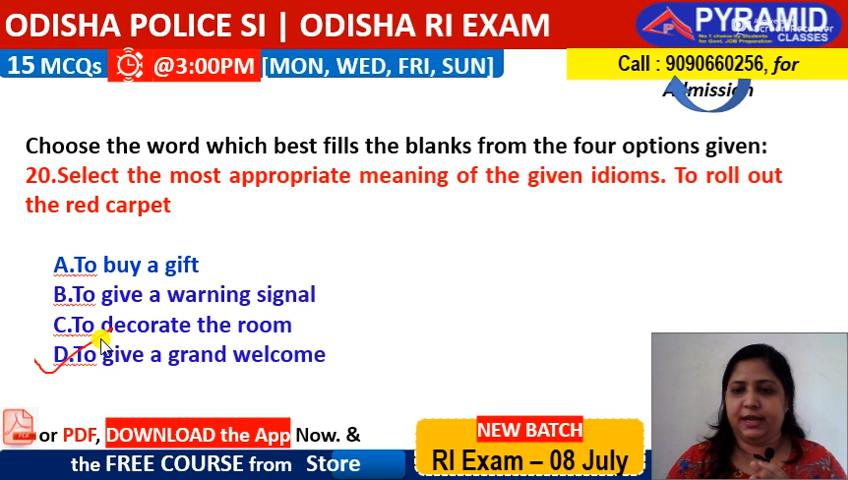 ODISHA POLICE SI | ODISHA RI EXAM
PYRAMID
CLASSES
15 MCQs @3:00PM [MON, WED, FRI, SUN]
Call : 9090660256, for
Admission
Choose the word which best fills the blanks from the four options given:
20.Select the most appropriate meaning of the given idioms. To roll out
the red carpet
A.To buy a gift
B.To give a warning signal
C.To decorate the room
D.To give a grand welcome
or PDF, DOWNLOAD the App Now. &
the FREE COURSE from Store
NEW BATCH
RI Exam – 08 July